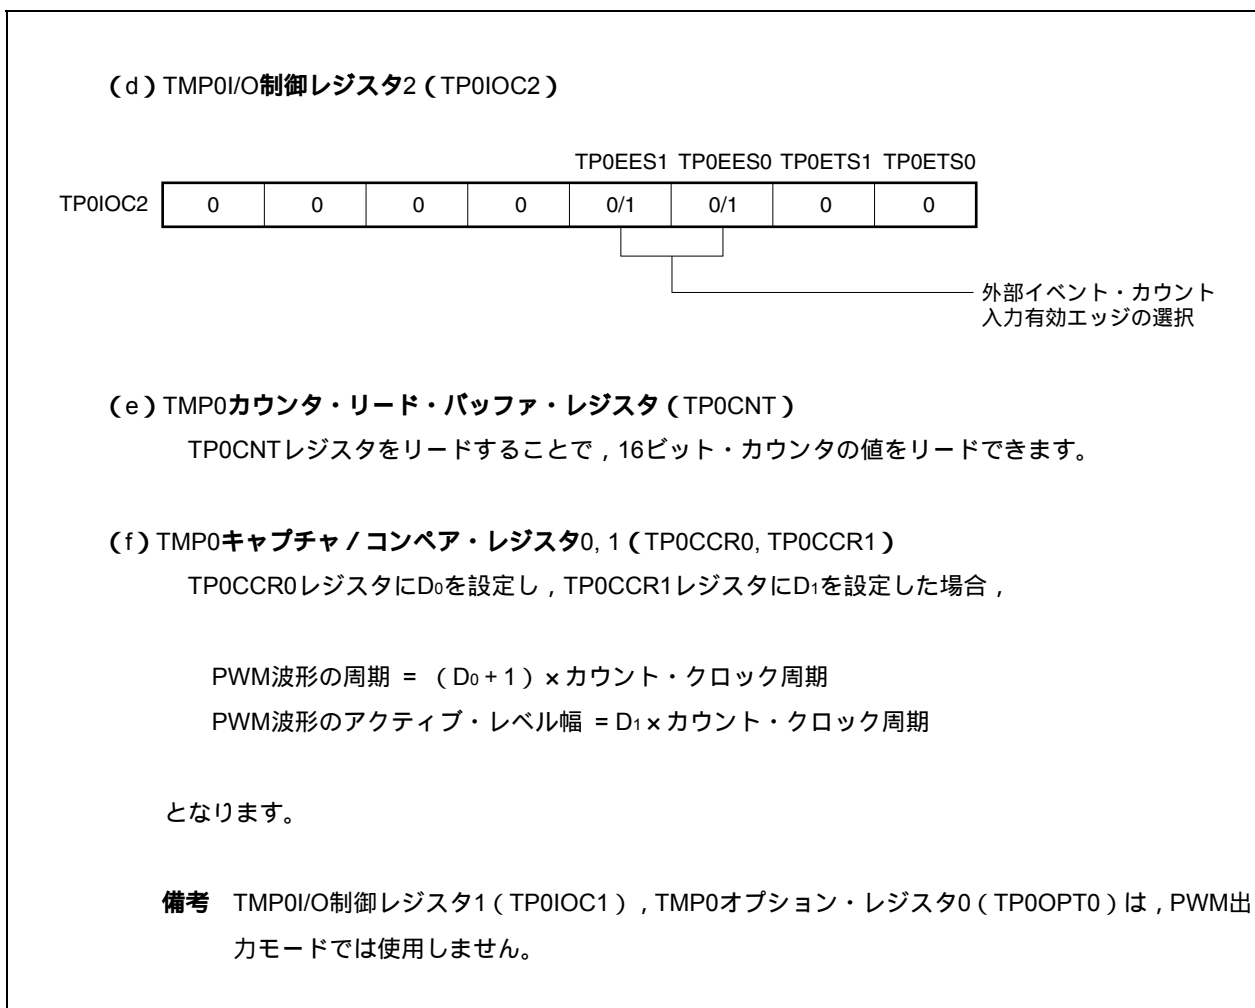 (d)TMP0I/O制御レジスタ2(TP0IOC2)
TP0EES1 TP0EES0 TP0ETS1 TP0ETS0
TP0IOC2 0 0 0 0 0/1 0/1 0 0
外部イベント・カウント
入力有効エッジの選択
(e)TMP0カウンタ・リード・バッファ・レジスタ(TP0CNT)
TP0CNTレジスタをリードすることで,16ビット・カウンタの値をリードできます。
(f)TMP0キャプチャ/コンペア・レジスタ0, 1(TP0CCR0, TP0CCR1)
TP0CCR0レジスタにD0を設定し,TP0CCR1レジスタにD1を設定した場合,
PWM波形の周期 = (D0+1)×カウント・クロック周期
PWM波形のアクティブ・レベル幅 = D1×カウント・クロック周期
となります。
備考 TMP0I/O制御レジスタ1(TP0IOC1),TMP0オプション・レジスタ0(TP0OPT0)は,PWM出
力モードでは使用しません。